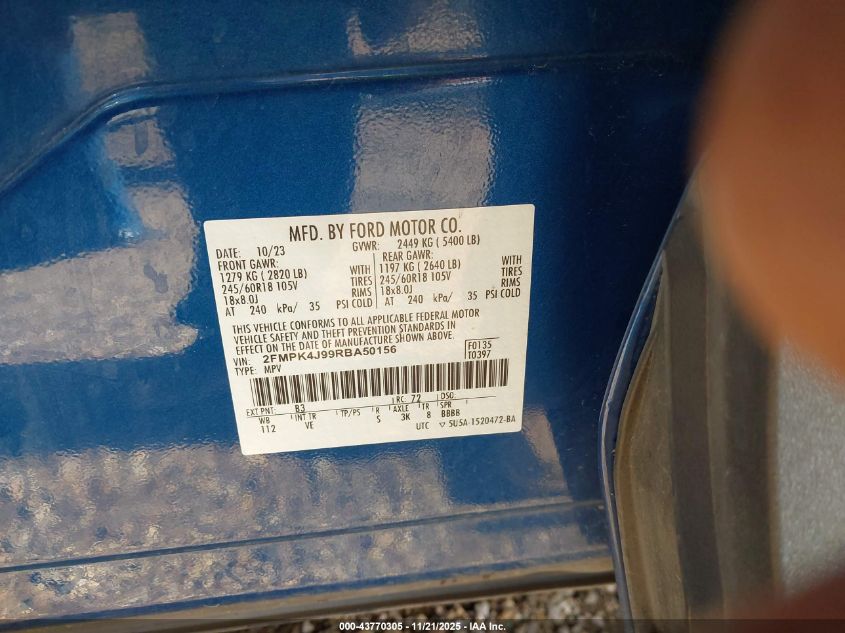 MFD. BY FORD MOTOR CO.
DATE: 10/23 GVWR: 2449 KG ( 5400 LB)
FRONT GAWR: REAR GAWR:
1279 KG ( 2820 LB) WITH 1197 KG ( 2640 LB) WITH
245/60R18 105V TIRES 245/60R18 105V TIRES
18x8.0J RIMS 18x8.0J RIMS
AT 240 kPa/ 35 PSI COLD AT 240 kPa/ 35 PSI COLD
THIS VEHICLE CONFORMS TO ALL APPLICABLE FEDERAL MOTOR
VEHICLE SAFETY AND THEFT PREVENTION STANDARDS IN
EFFECT ON THE DATE OF MANUFACTURE SHOWN ABOVE.
VIN: 2FMPK4J99RBA50156 F0135
TYPE: MPV T0397
EXT PNT: B3 RC: 72 DSO:
WB INT TR TP/PS R AXLE TR SPR
112 VE S 3K 8 BBBB
UTC ▽ 5U5A-1520472-BA
000-43770305 - 11/21/2025 - IAA, Inc.